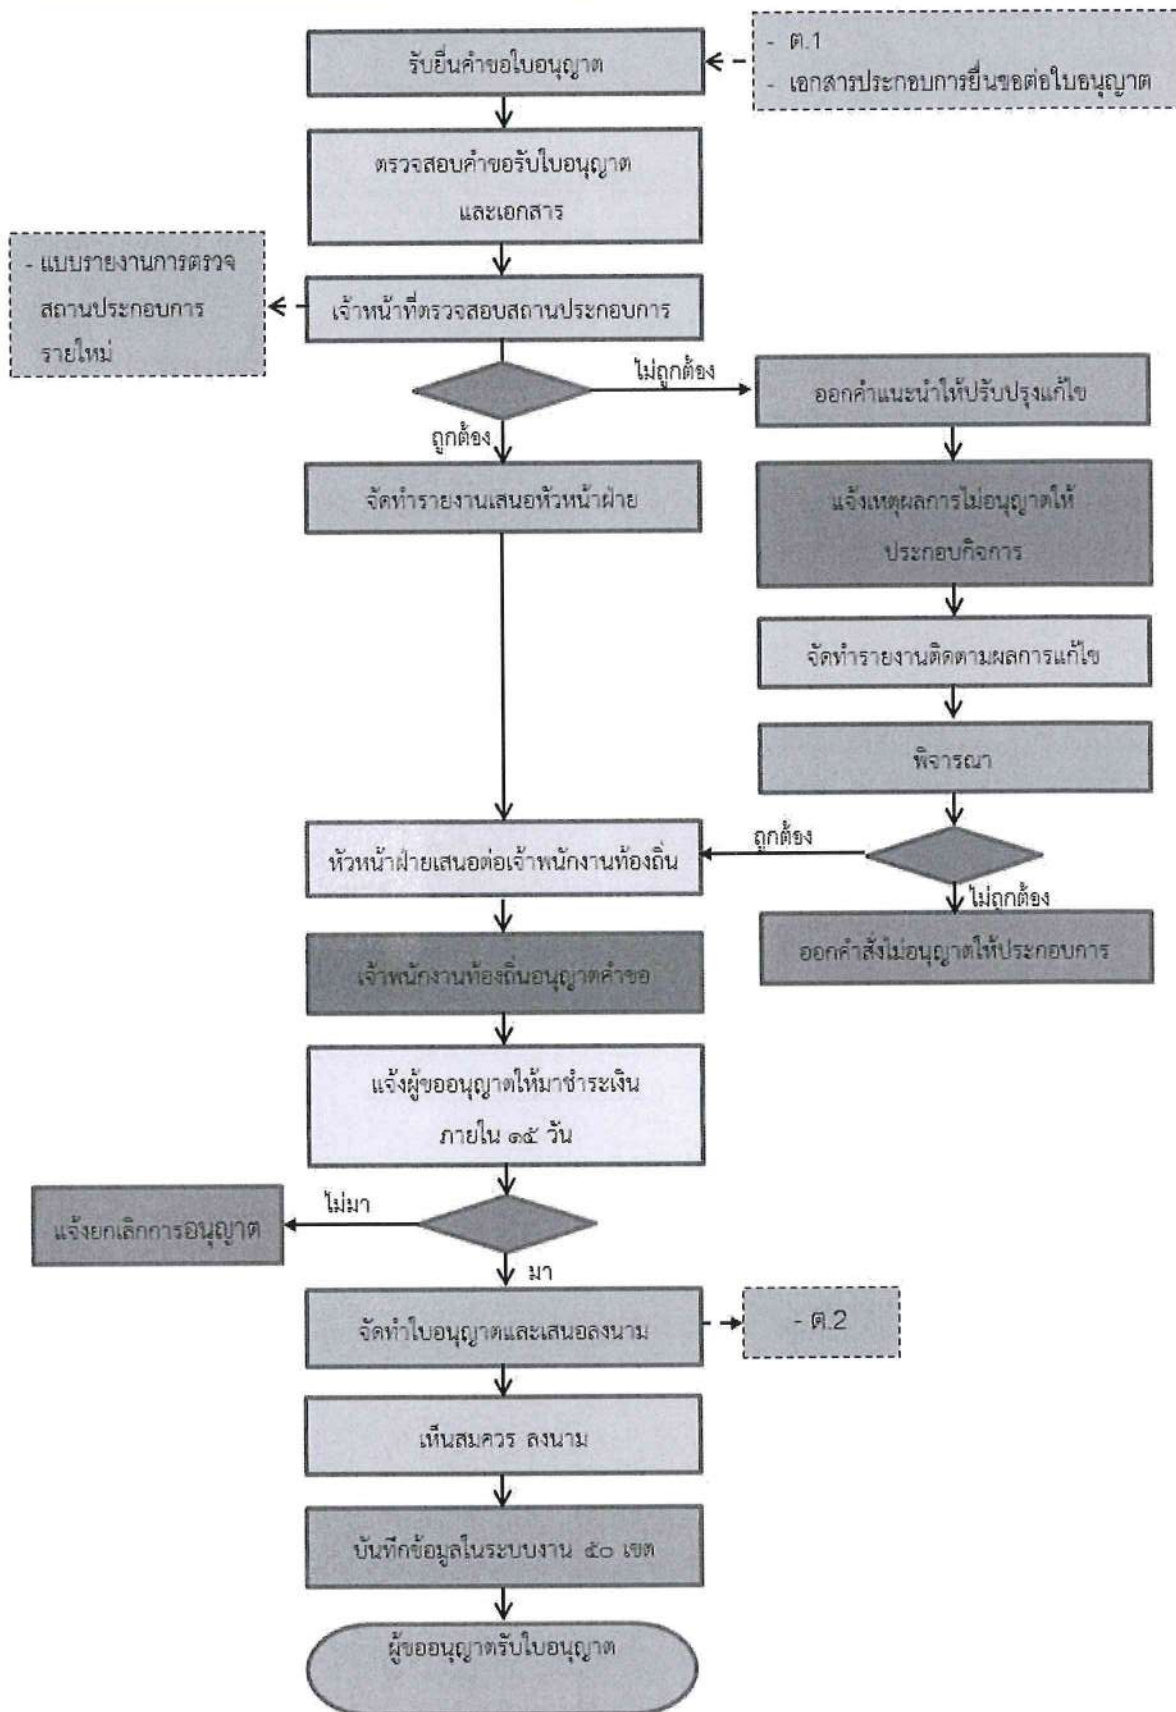 รับยื่นคำขอใบอนุญาต
- ต.1
- เอกสารประกอบการยื่นขอต่อใบอนุญาต
ตรวจสอบคำขอรับใบอนุญาต
และเอกสาร
- แบบรายงานการตรวจ
สถานประกอบการ
รายใหม่
เจ้าหน้าที่ตรวจสอบสถานประกอบการ
ไม่ถูกต้อง
ออกคำแนะนำให้ปรับปรุงแก้ไข
ถูกต้อง
จัดทำรายงานเสนอหัวหน้าฝ่าย
แจ้งเหตุผลการไม่อนุญาตให้
ประกอบกิจการ
จัดทำรายงานติดตามผลการแก้ไข
พิจารณา
ถูกต้อง
หัวหน้าฝ่ายเสนอต่อเจ้าพนักงานท้องถิ่น
ไม่ถูกต้อง
ออกคำสั่งไม่อนุญาตให้ประกอบการ
เจ้าพนักงานท้องถิ่นอนุญาตคำขอ
แจ้งผู้ขออนุญาตให้มาชำระเงิน
ภายใน ๑๕ วัน
ไม่มา
แจ้งยกเลิกการอนุญาต
มา
จัดทำใบอนุญาตและเสนอลงนาม
- ต.2
เห็นสมควร ลงนาม
บันทึกข้อมูลในระบบงาน ๕๐ เขต
ผู้ขออนุญาตรับใบอนุญาต